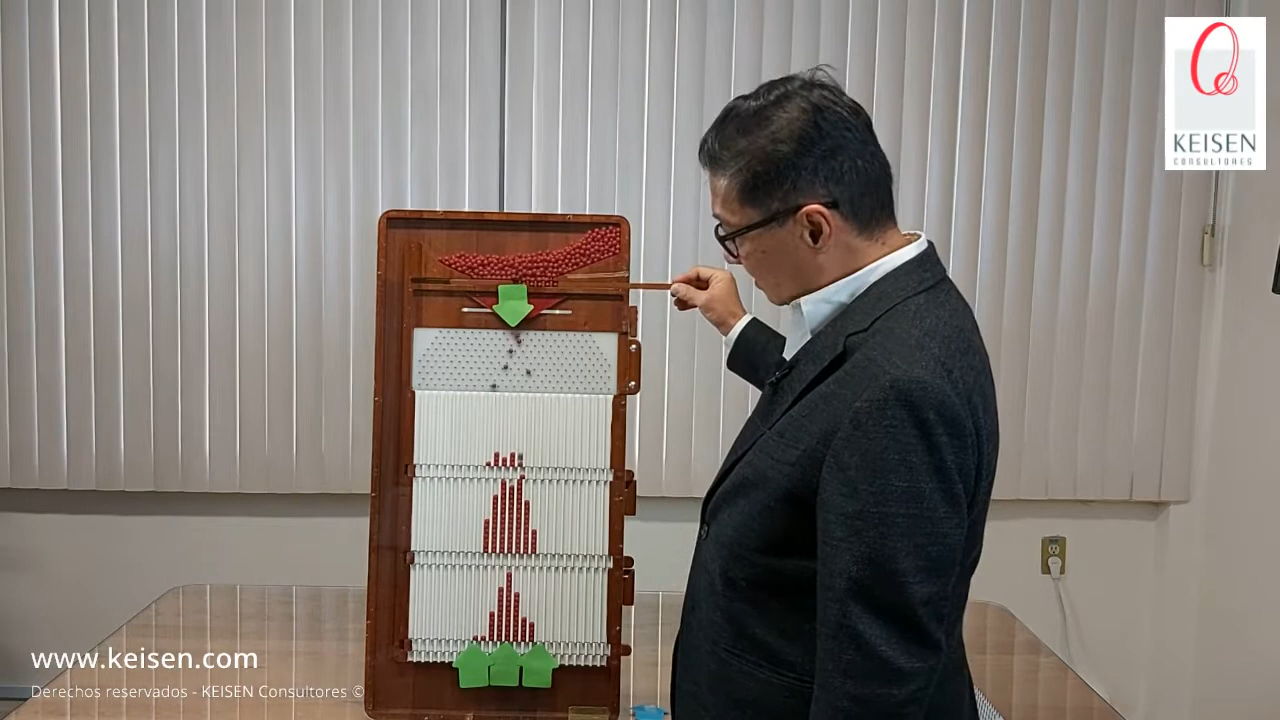 KEISEN
CONSULTORES
www.keisen.com
Derechos reservados - KEISEN Consultores ©